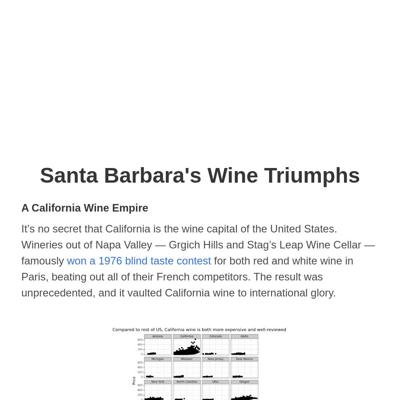 Santa Barbara's Wine Triumphs
A California Wine Empire
It's no secret that California is the wine capital of the United States.
Wineries out of Napa Valley — Grgich Hills and Stag's Leap Wine Cellar —
famously won a 1976 blind taste contest for both red and white wine in
Paris, beating out all of their French competitors. The result was
unprecedented, and it vaulted California wine to international glory.
Compared to rest of US, California wine is both more expensive and well-reviewed
Arizona California Colorado Idaho
Michigan Missouri New Jersey New Mexico
New York North Carolina Ohio Oregon
Price